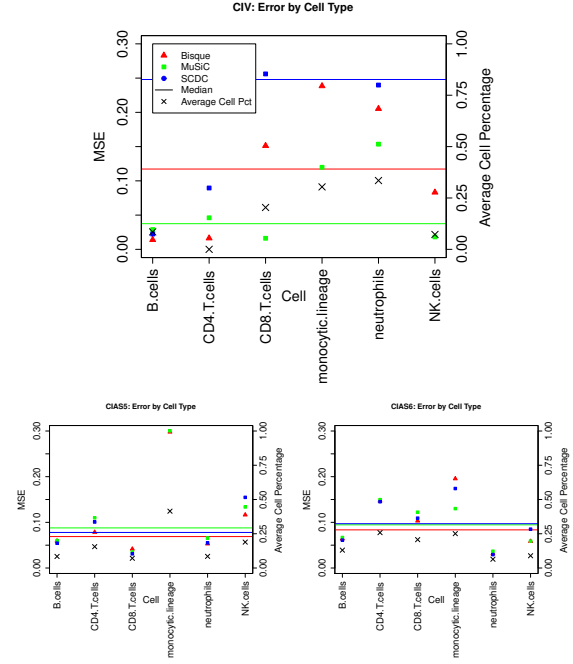 CIV: Error by Cell Type
0.30
0.20
0.10
0.00
MSE
Bisque
MuSiC
SCDC
Median
Average Cell Pct
1.00
0.75
0.50
0.25
0.00
Average Cell Percentage
B.cells
CD4.T.cells
CD8.T.cells
monocytic.lineage
neutrophils
NK.cells
Cell
CIAS5: Error by Cell Type
0.30
0.20
0.10
0.00
MSE
1.00
0.75
0.50
0.25
0.00
Average Cell Percentage
B.cells
CD4.T.cells
CD8.T.cells
monocytic.lineage
neutrophils
NK.cells
Cell
CIAS6: Error by Cell Type
0.30
0.20
0.10
0.00
MSE
1.00
0.75
0.50
0.25
0.00
Average Cell Percentage
B.cells
CD4.T.cells
CD8.T.cells
monocytic.lineage
neutrophils
NK.cells
Cell